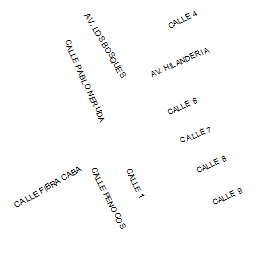 CALLE 4
AV. LOS BOSQUES
AV. HILANDERIA
CALLE PABLO NERUDA
CALLE 6
CALLE 7
CALLE 8
CALLE FIBRA CABA
CALLE PENOCOS
CALLE 1
CALLE 9